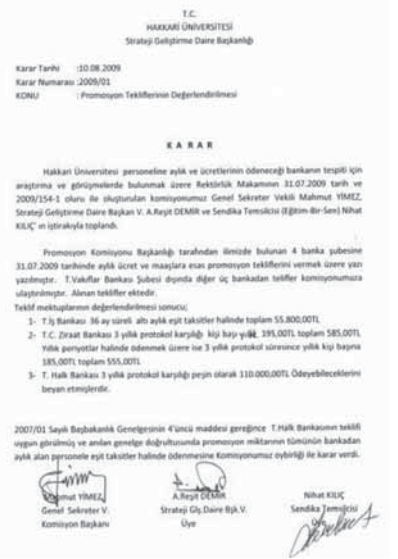 T.C.
HAKKARİ ÜNİVERSİTESİ
Strateji Geliştirme Daire Başkanlığı
Karar Tarihi :10.08.2009
Karar Numarası :2009/01
KONU : Promosyon Tekliflerinin Değerlendirilmesi
K A R A R
Hakkari Üniversitesi personeline aylık ve ücretlerinin ödeneceği bankanın tespiti için
araştırma ve görüşmelerde bulunmak üzere Rektörlük Makamının 31.07.2009 tarih ve
2009/154-1 oluru ile oluşturulan komisyonumuz Genel Sekreter Vekili Mahmut YİMEZ,
Strateji Geliştirme Daire Başkan V. A.Reşit DEMİR ve Sendika Temsilcisi (Eğitim-Bir-Sen) Nihat
KILIÇ' ın iştirakıyla toplandı.
Promosyon Komisyonu Başkanlığı tarafından ilimizde bulunan 4 banka şubesine
31.07.2009 tarihinde aylık ücret ve maaşlara esas promosyon tekliflerini vermek üzere yazı
yazılmıştır. T.Vakıflar Bankası Şubesi dışında diğer üç bankadan telifler komisyonumuza
ulaştırılmıştır. Alınan teklifler ektedir.
Teklif mektuplarının değerlendirilmesi sonucu;
1- T.İş Bankası 36 ay süreli altı aylık eşit taksitler halinde toplam 55.800,00TL
2- T.C. Ziraat Bankası 3 yıllık protokol karşılığı kişi başı yıllık, 195,00TL toplam 585,00TL
Yıllık periyotlar halinde ödenmek üzere ise 3 yıllık protokol süresince yıllık kişi başına
185,00TL toplam 555,00TL
3- T. Halk Bankası 3 yıllık protokol karşılığı peşin olarak 110.000,00TL Ödeyebileceklerini
beyan etmişlerdir.
2007/01 Sayılı Başbakanlık Genelgesinin 4'üncü maddesi gereğince T.Halk Bankasının teklifi
uygun görülmüş ve anılan genelge doğrultusunda promosyon miktarının tümünün bankadan
aylık alan personele eşit taksitler halinde ödenmesine Komisyonumuz oybirliği ile karar verdi.
Mahmut YİMEZ A.Reşit DEMİR Nihat KILIÇ
Genel Sekreter V. Strateji Glş.Daire Bşk.V. Sendika Temsilcisi
Komisyon Başkanı Üye